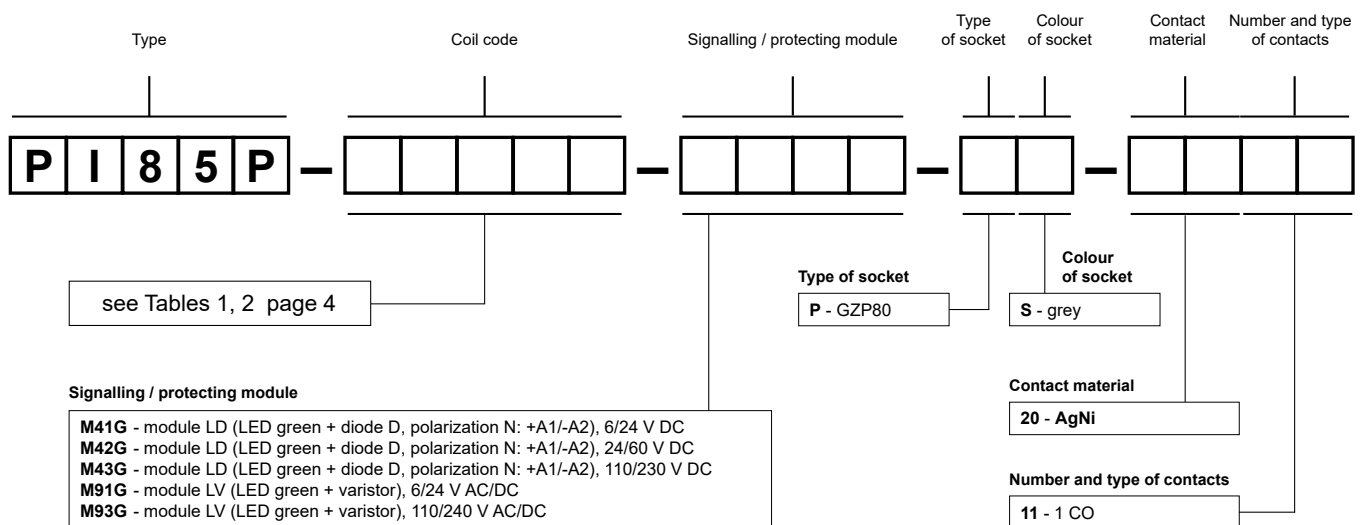 Type
Coil code
Signalling / protecting module
Type
of socket
Colour
of socket
Contact
material
Number and type
of contacts
P I 8 5 P – – – –
see Tables 1, 2 page 4
Type of socket
P - GZP80
Colour
of socket
S - grey
Signalling / protecting module
M41G - module LD (LED green + diode D, polarization N: +A1/-A2), 6/24 V DC
M42G - module LD (LED green + diode D, polarization N: +A1/-A2), 24/60 V DC
M43G - module LD (LED green + diode D, polarization N: +A1/-A2), 110/230 V DC
M91G - module LV (LED green + varistor), 6/24 V AC/DC
M93G - module LV (LED green + varistor), 110/240 V AC/DC
Contact material
20 - AgNi
Number and type of contacts
11 - 1 CO